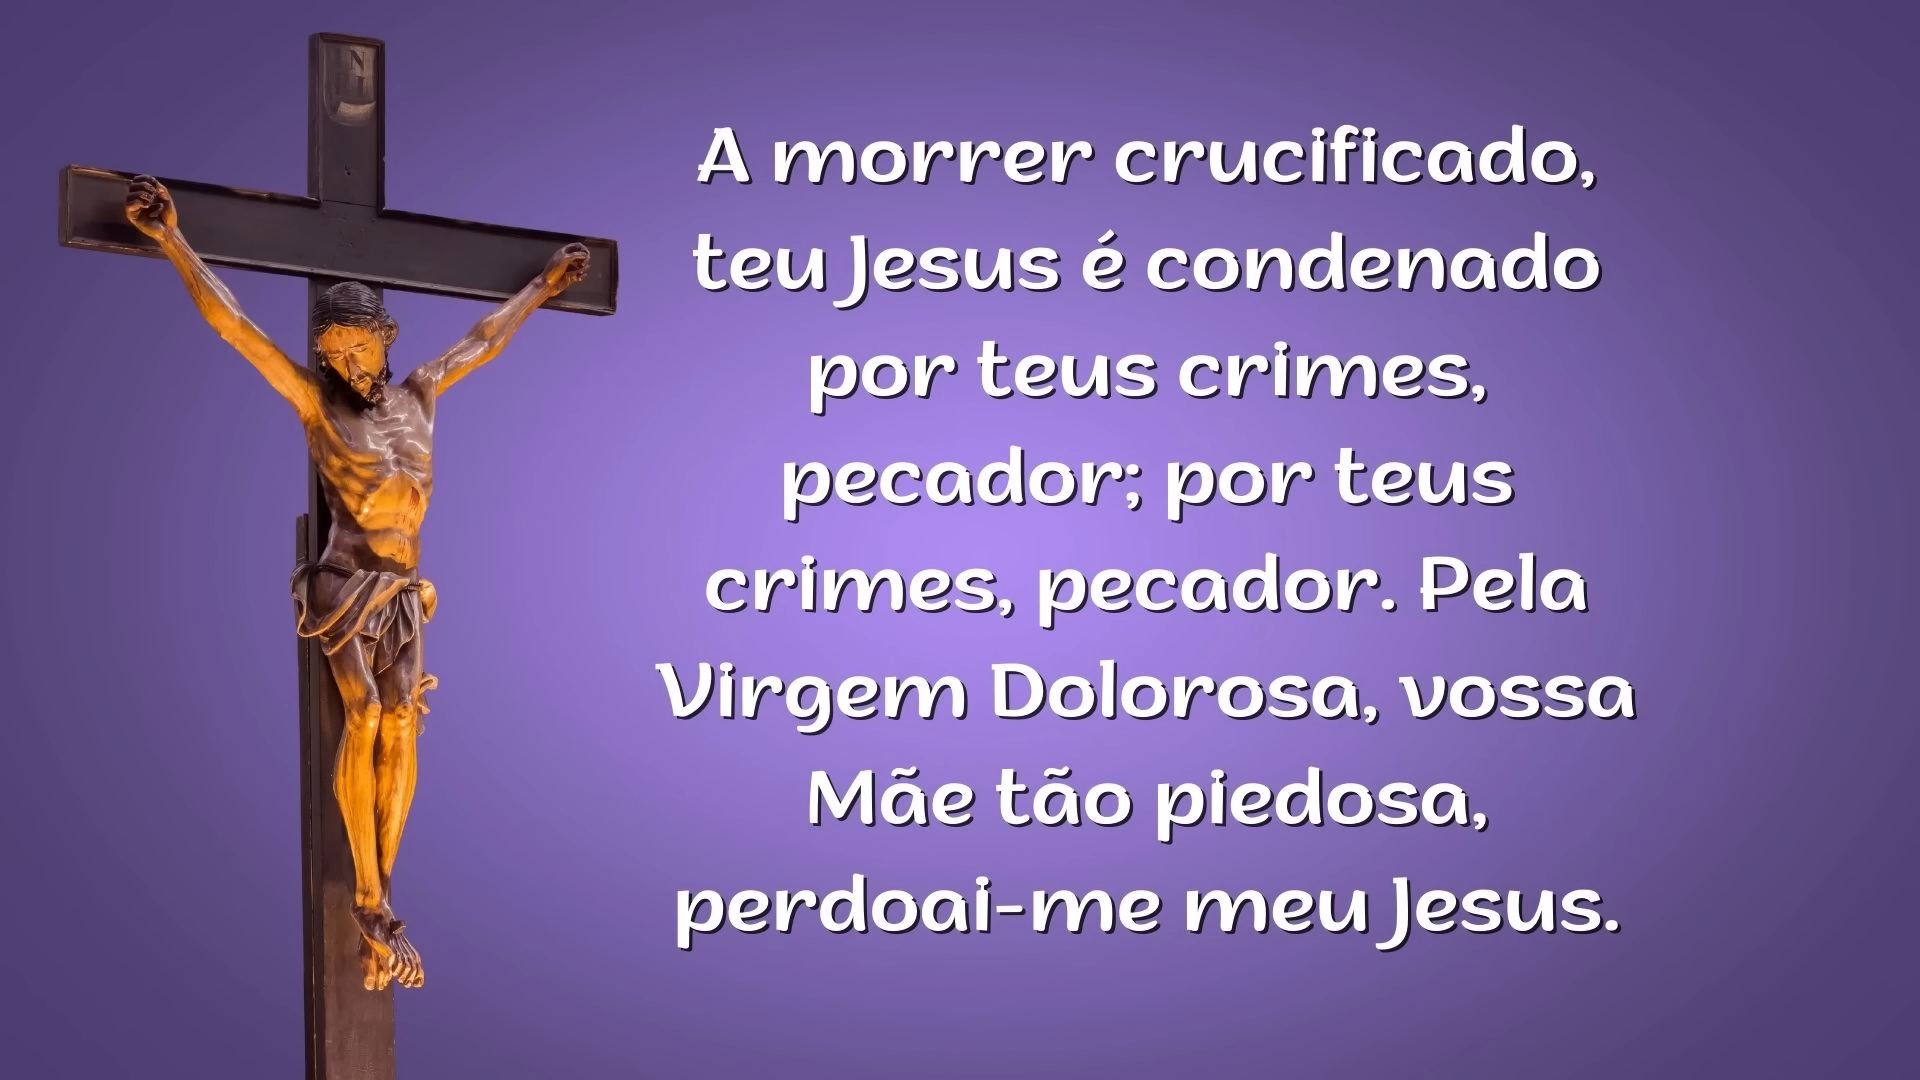 A morrer crucificado,
teu Jesus é condenado
por teus crimes,
pecador; por teus
crimes, pecador. Pela
Virgem Dolorosa, vossa
Mãe tão piedosa,
perdoai-me meu Jesus.